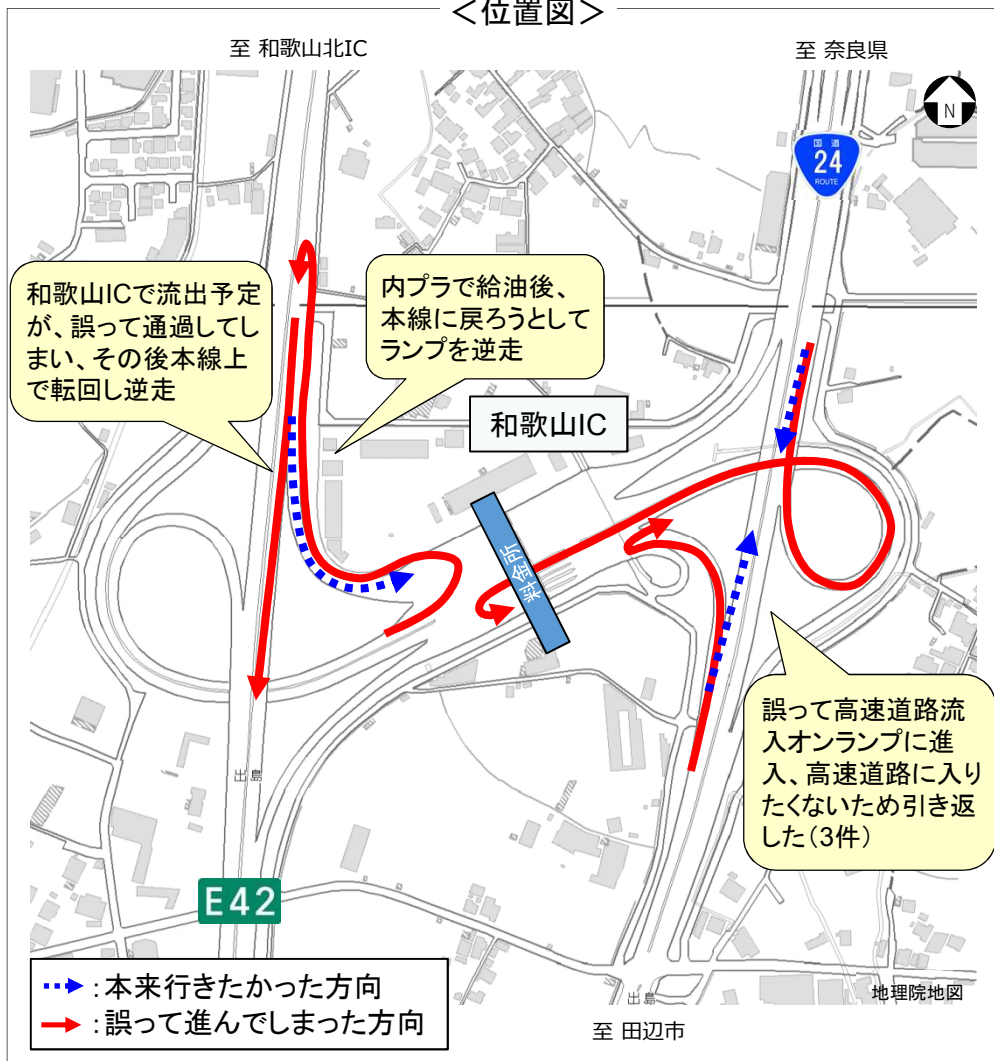 ＜位置図＞
至 和歌山北IC
至 奈良県
N
国道
24
ROUTE
和歌山ICで流出予定
が、誤って通過してし
まい、その後本線上
で転回し逆走
内プラで給油後、
本線に戻ろうとして
ランプを逆走
和歌山IC
料金所
誤って高速道路流
入オンランプに進
入、高速道路に入り
たくないため引き返
した（3件）
出島
E42
：本来行きたかった方向
：誤って進んでしまった方向
出島
地理院地図
至 田辺市